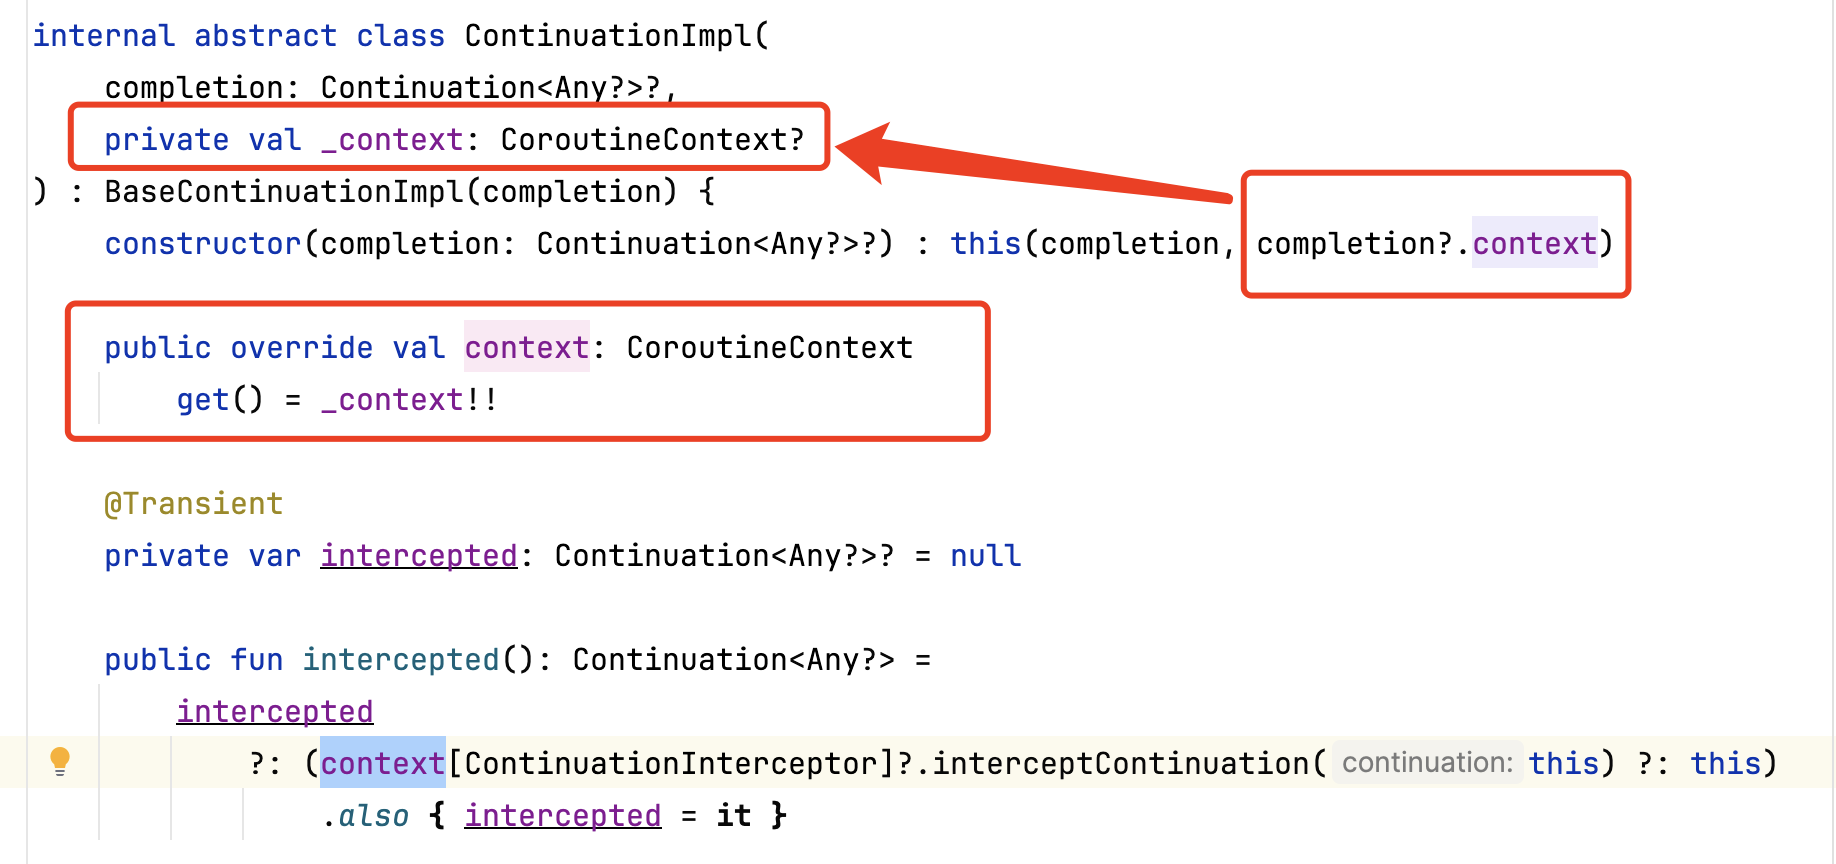 internal abstract class ContinuationImpl(
    completion: Continuation<Any?>?,
    private val _context: CoroutineContext?
) : BaseContinuationImpl(completion) {
    constructor(completion: Continuation<Any?>?) : this(completion, completion?.context)
    public override val context: CoroutineContext
        get() = _context!!
    @Transient
    private var intercepted: Continuation<Any?>? = null
    public fun intercepted(): Continuation<Any?> =
        intercepted
            ?: (context[ContinuationInterceptor]?.interceptContinuation( continuation: this) ?: this)
                .also { intercepted = it }